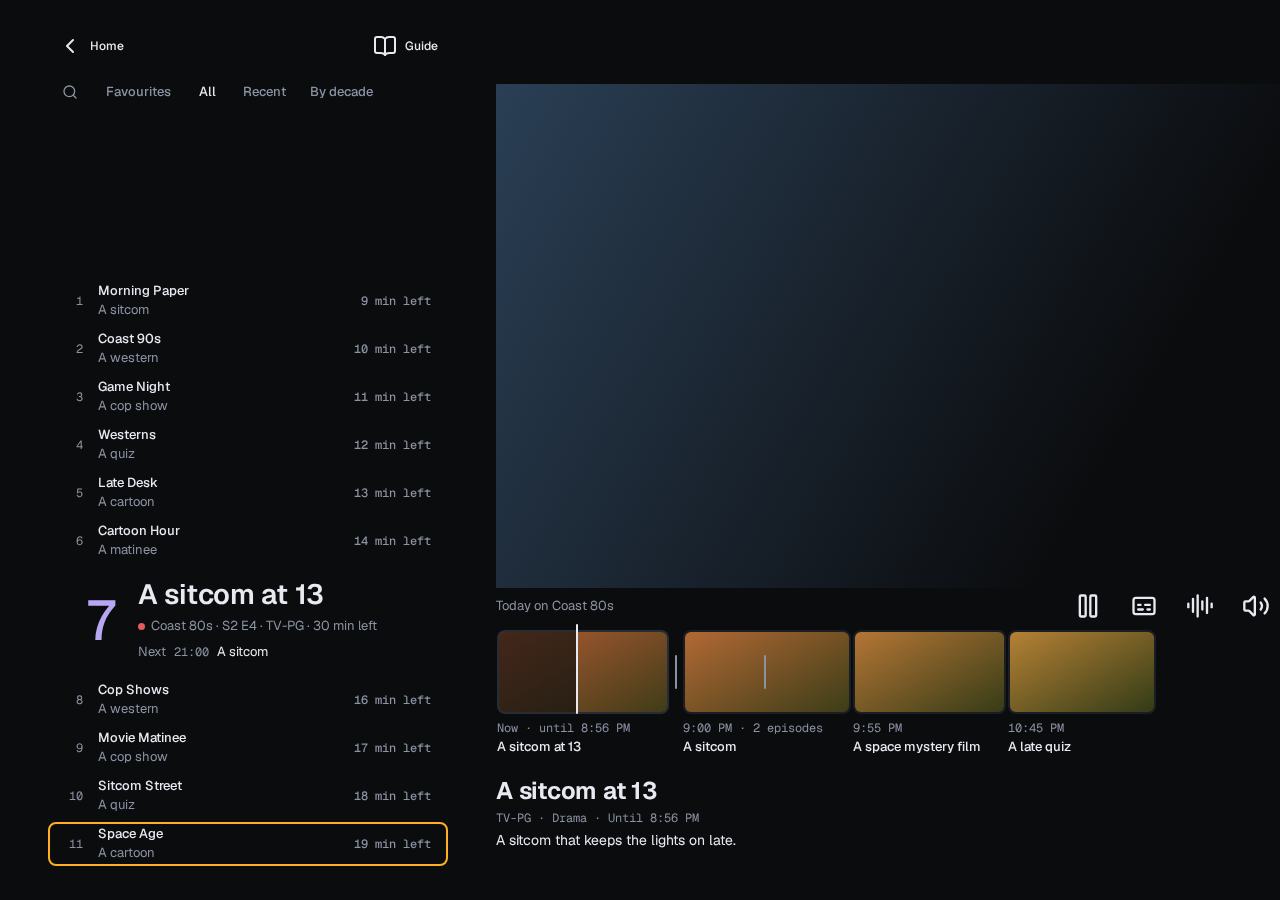 Home
Guide
Favourites All Recent By decade
1 Morning Paper 9 min left
A sitcom
2 Coast 90s 10 min left
A western
3 Game Night 11 min left
A cop show
4 Westerns 12 min left
A quiz
5 Late Desk 13 min left
A cartoon
6 Cartoon Hour 14 min left
A matinee
7 A sitcom at 13
Coast 80s · S2 E4 · TV-PG · 30 min left
Next 21:00 A sitcom
8 Cop Shows 16 min left
A western
9 Movie Matinee 17 min left
A cop show
10 Sitcom Street 18 min left
A quiz
11 Space Age 19 min left
A cartoon
Today on Coast 80s
Now · until 8:56 PM
A sitcom at 13
9:00 PM · 2 episodes
A sitcom
9:55 PM
A space mystery film
10:45 PM
A late quiz
A sitcom at 13
TV-PG · Drama · Until 8:56 PM
A sitcom that keeps the lights on late.